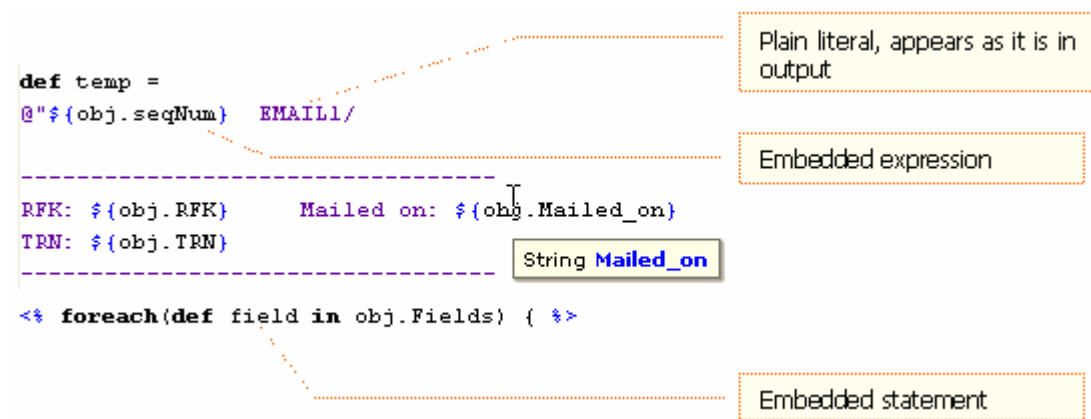 Plain literal, appears as it is in
output
def temp =
@"${obj.seqNum}  EMAIL1/
Embedded expression
----------------------------------
RFK: ${obj.RFK}     Mailed on: ${obj.Mailed_on}
TRN: ${obj.TRN}
String Mailed_on
----------------------------------
<% foreach(def field in obj.Fields) { %>
Embedded statement